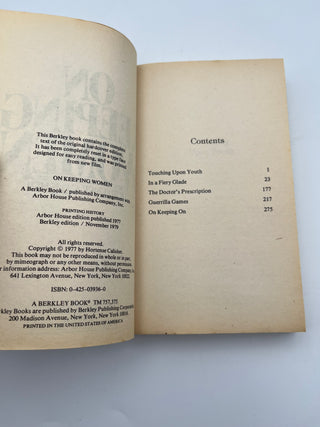 This Berkley book contains the complete
text of the original hardcover edition.
It has been completely reset in a type face
designed for easy reading, and was printed
from new film.
ON KEEPING WOMEN
A Berkley Book / published by arrangement with
Arbor House Publishing Company, Inc.
PRINTING HISTORY
Arbor House edition published 1977
Berkley edition / November 1979
All rights reserved.
Copyright © 1977 by Hortense Calisher.
This book may not be reproduced in whole or in part,
by mimeograph or any other means, without permission.
For information address: Arbor House Publishing Company, Inc.
641 Lexington Avenue, New York, New York 10022.
ISBN: 0-425-03936-0
A BERKLEY BOOK ® TM 757,375
Berkley Books are published by Berkley Publishing Corporation
200 Madison Avenue, New York, New York 10016.
PRINTED IN THE UNITED STATES OF AMERICA
Contents
Touching Upon Youth 1
In a Fiery Glade 23
The Doctor's Prescription 177
Guerrilla Games 217
On Keeping On 275